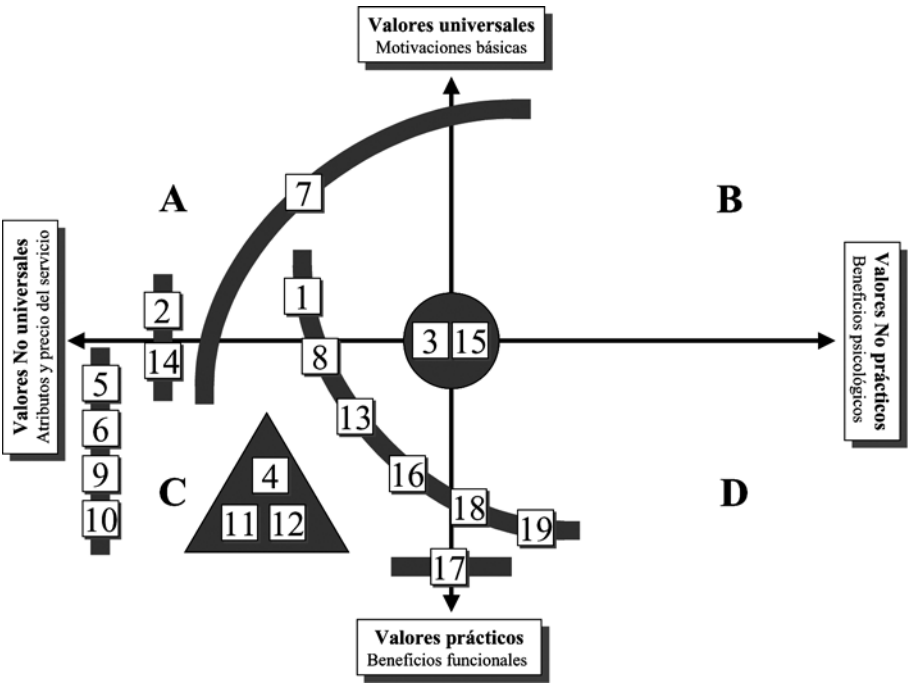 Valores universales
Motivaciones básicas
7
A
B
Valores No universales
Atributos y precio del servicio
Valores No prácticos
Beneficios psicológicos
2
1
14
8
3
15
5
6
9
10
13
C
4
11
12
16
D
18
19
17
Valores prácticos
Beneficios funcionales